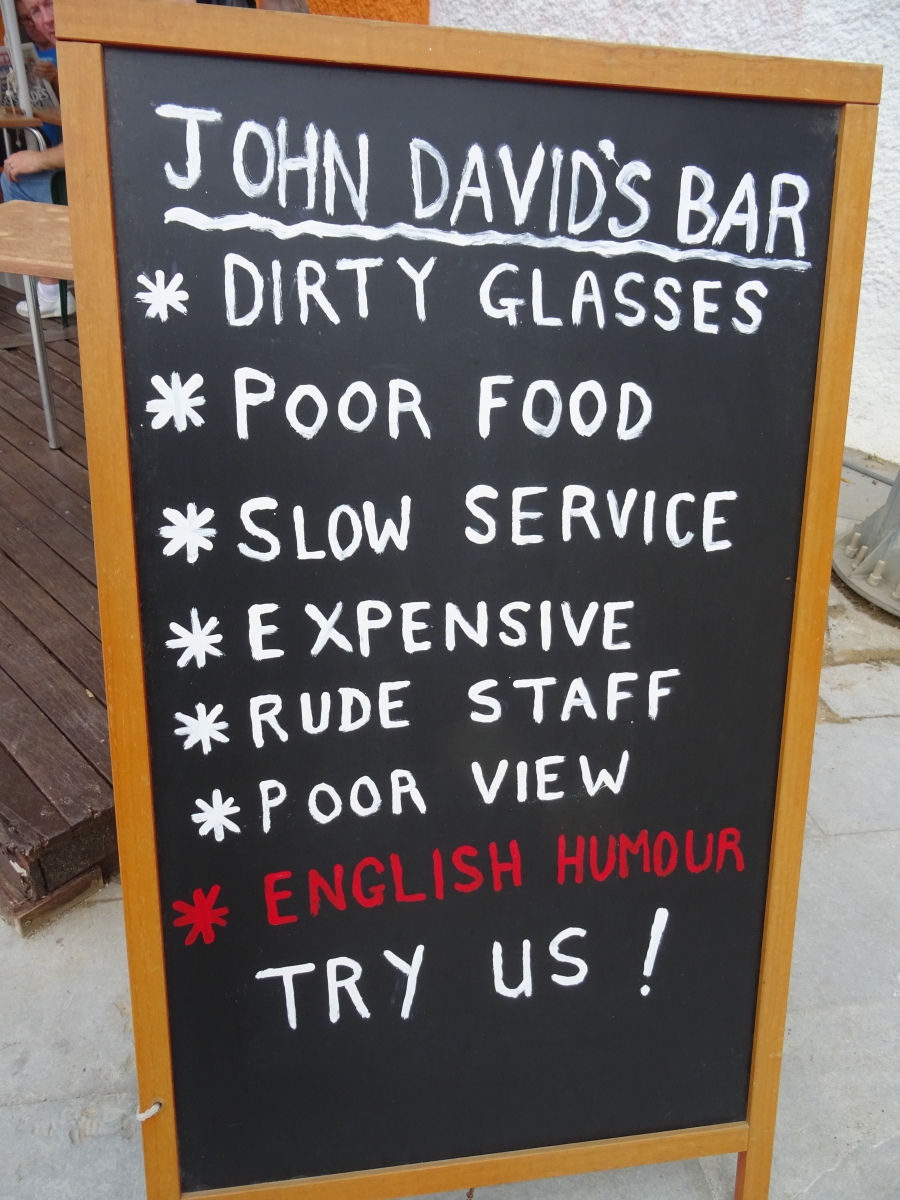 JOHN DAVID'S BAR
* DIRTY GLASSES
* POOR FOOD
* SLOW SERVICE
* EXPENSIVE
* RUDE STAFF
* POOR VIEW
* ENGLISH HUMOUR
TRY US !